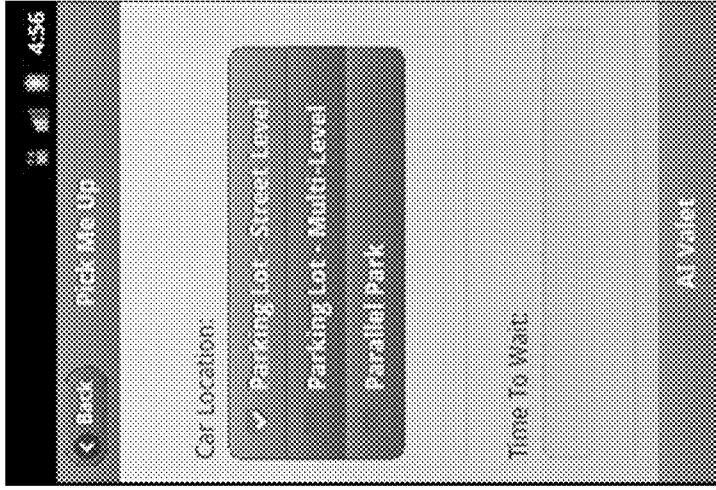 4:56
Back
Pick Me Up
Car Location:
✓ Parking Lot - Street Level
Parking Lot - Multi-Level
Parallel Park
Time To Wait:
AI Valet